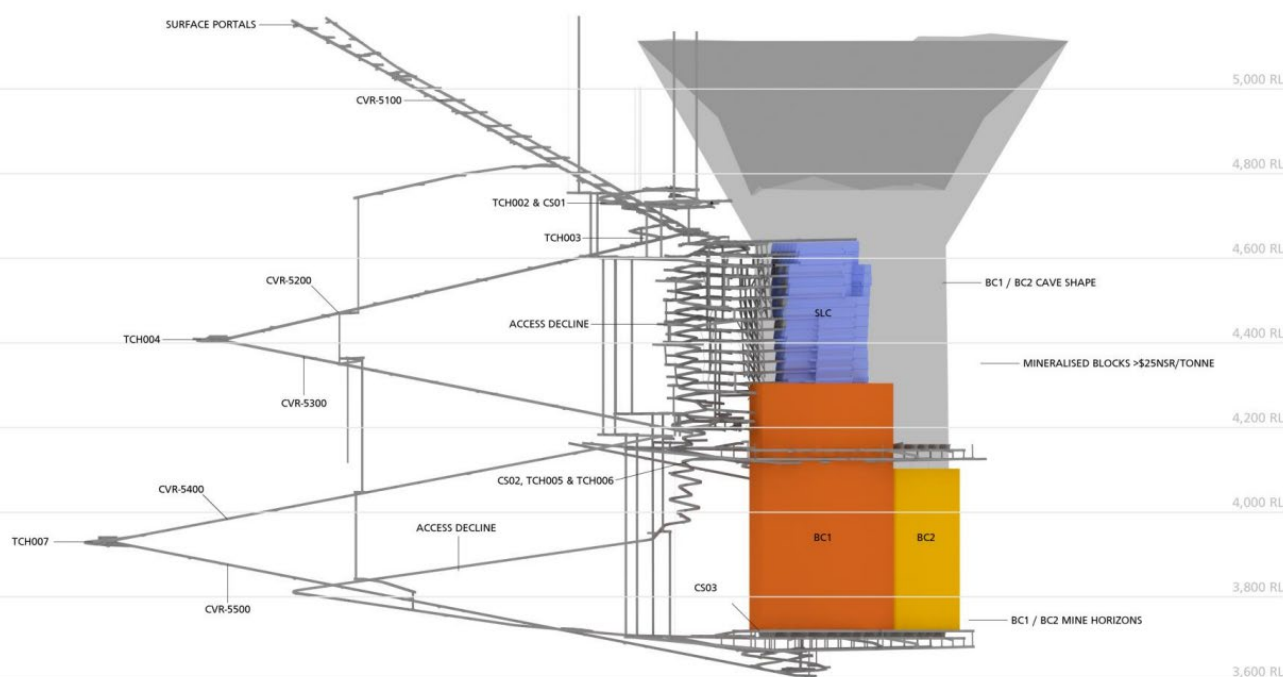 SURFACE PORTALS
5,000 RL
CVR-5100
4,800 RL
TCH002 & CS01
TCH003
4,600 RL
CVR-5200
BC1 / BC2 CAVE SHAPE
SLC
ACCESS DECLINE
TCH004
4,400 RL
MINERALISED BLOCKS >$25NSR/TONNE
CVR-5300
4,200 RL
CS02, TCH005 & TCH006
CVR-5400
4,000 RL
ACCESS DECLINE
TCH007
BC1
BC2
CS03
3,800 RL
CVR-5500
BC1 / BC2 MINE HORIZONS
3,600 RL